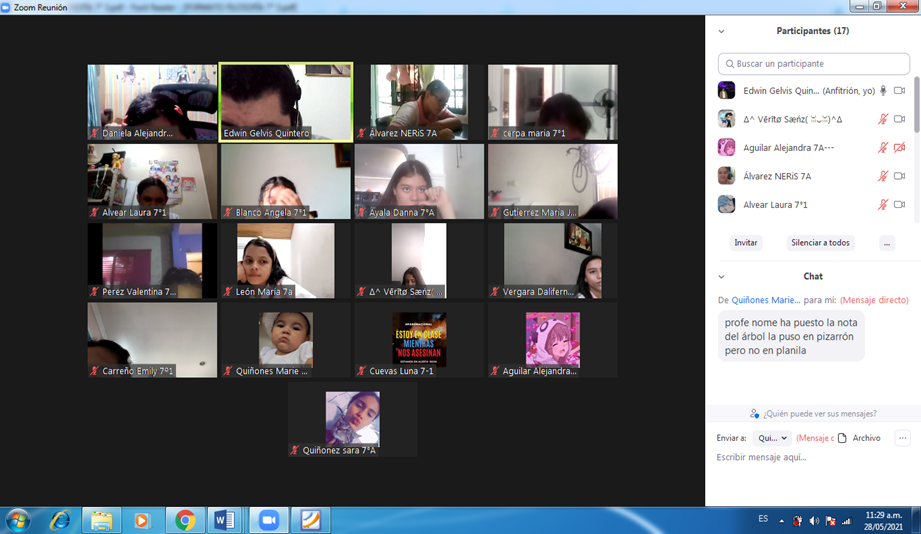 Zoom Reunión
Daniela Alejandr...
Edwin Gelvis Quintero
Álvarez NERiS 7A
cerpa maria 7°1
Alvear Laura 7°1
Blanco Angela 7°1
Ayala Danna 7°A
Gutierrez Maria J...
Perez Valentina 7...
León María 7a
Δ^ Vêrîtø Sæńz(
Vergara Dalifern...
Carreño Emily 7º1
Quiñones Marie ...
Cuevas Luna 7-1
Aguilar Alejandra...
Quiñonez sara 7°A
ESTOY EN CLASE
MIENTRAS
"NOS ASESINAN
Participantes (17)
Buscar un participante
Edwin Gelvis Quin... (Anfitrión, yo)
Δ^ Vêrîtø Sæńz( )^Δ
Aguilar Alejandra 7A---
Álvarez NERiS 7A
Alvear Laura 7°1
Invitar
Silenciar a todos
...
Chat
De Quiñones Marie... para mí: (Mensaje directo)
profe nome ha puesto la nota
del árbol la puso en pizarrón
pero no en planila
¿Quién puede ver sus mensajes?
Enviar a: Qui... (Mensaje d Archivo ...
Escribir mensaje aquí...
ES
11:29 a.m.
28/05/2021